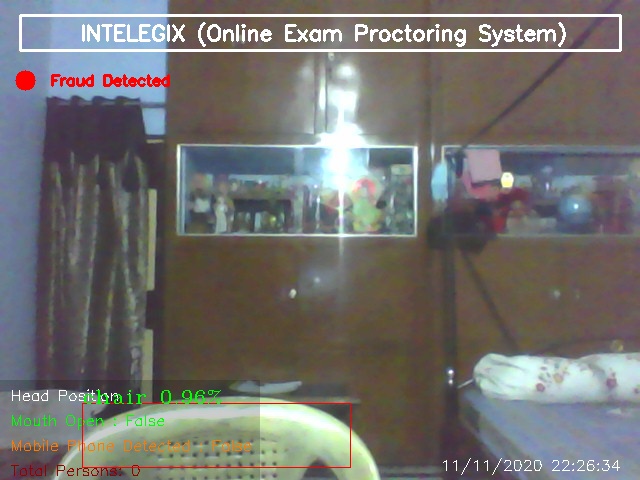 INTELEGIX (Online Exam Proctoring System)
Fraud Detected
Head Position
chair 0.96%
Mouth Open : False
Mobile Phone Detected: False
Total Persons: 0
11/11/2020 22:26:34